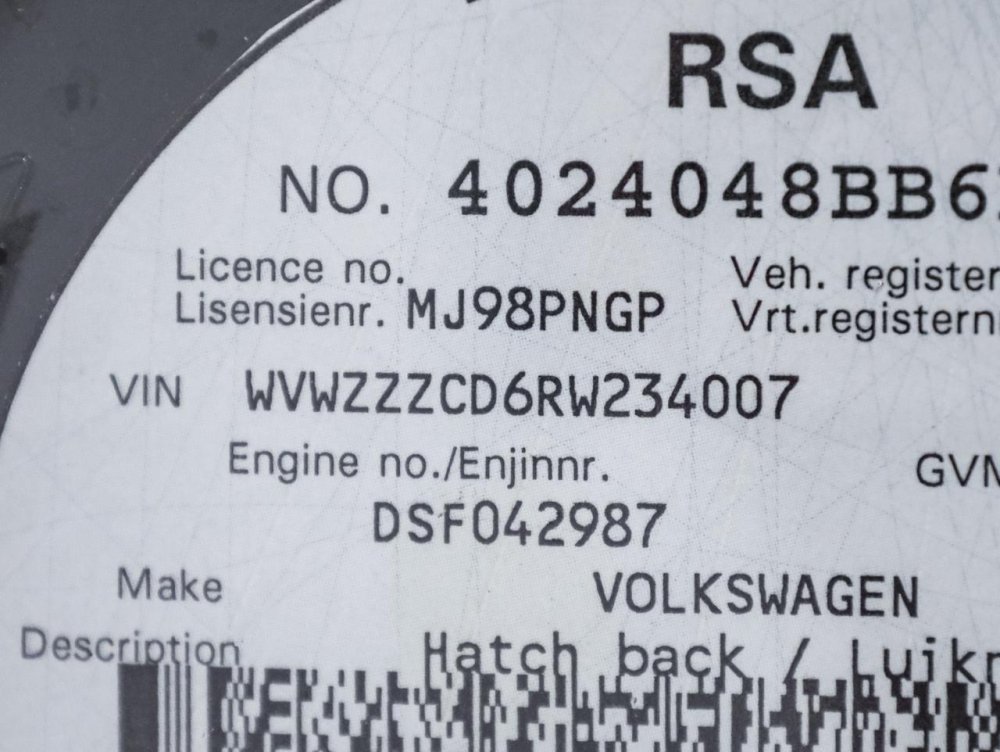 RSA
NO. 4024048BB6
Licence no.
Lisensienr. MJ98PNGP
Veh. register
Vrt.registern
VIN WVWZZZCD6RW234007
Engine no./Enjinnr.
GVM
DSF042987
Make VOLKSWAGEN
Description Hatch back / Luik